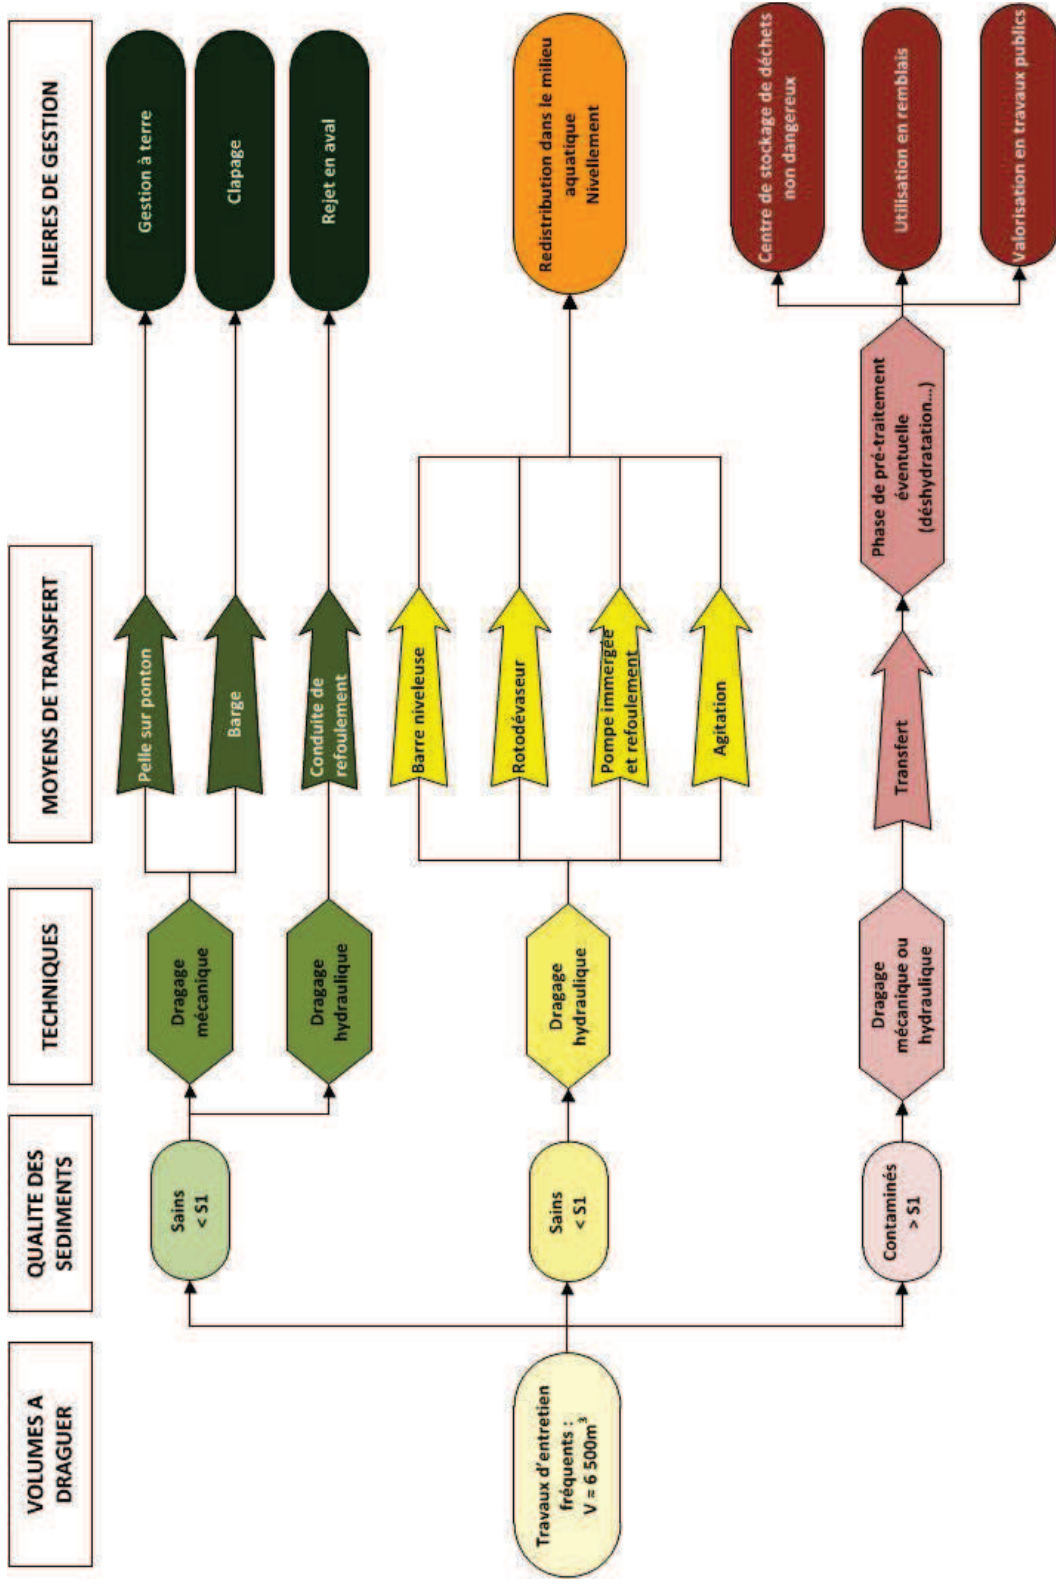 VOLUMES A
DRAGUER
QUALITE DES
SEDIMENTS
TECHNIQUES
MOYENS DE TRANSFERT
FILIERES DE GESTION
Travaux d'entretien
fréquents :
V = 6 500m³
Sains
< S1
Dragage
mécanique
Pelle sur ponton
Gestion à terre
Barge
Clapage
Dragage
hydraulique
Conduite de
refoulement
Rejet en aval
Sains
< S1
Dragage
hydraulique
Barre niveleuse
Rotodévaseur
Pompe immergée
et refoulement
Agitation
Redistribution dans le milieu
aquatique
Nivellement
Contaminés
> S1
Dragage
mécanique ou
hydraulique
Transfert
Phase de pré-traitement
éventuelle
(déshydratation...)
Centre de stockage de déchets
non dangereux
Utilisation en remblais
Valorisation en travaux publics